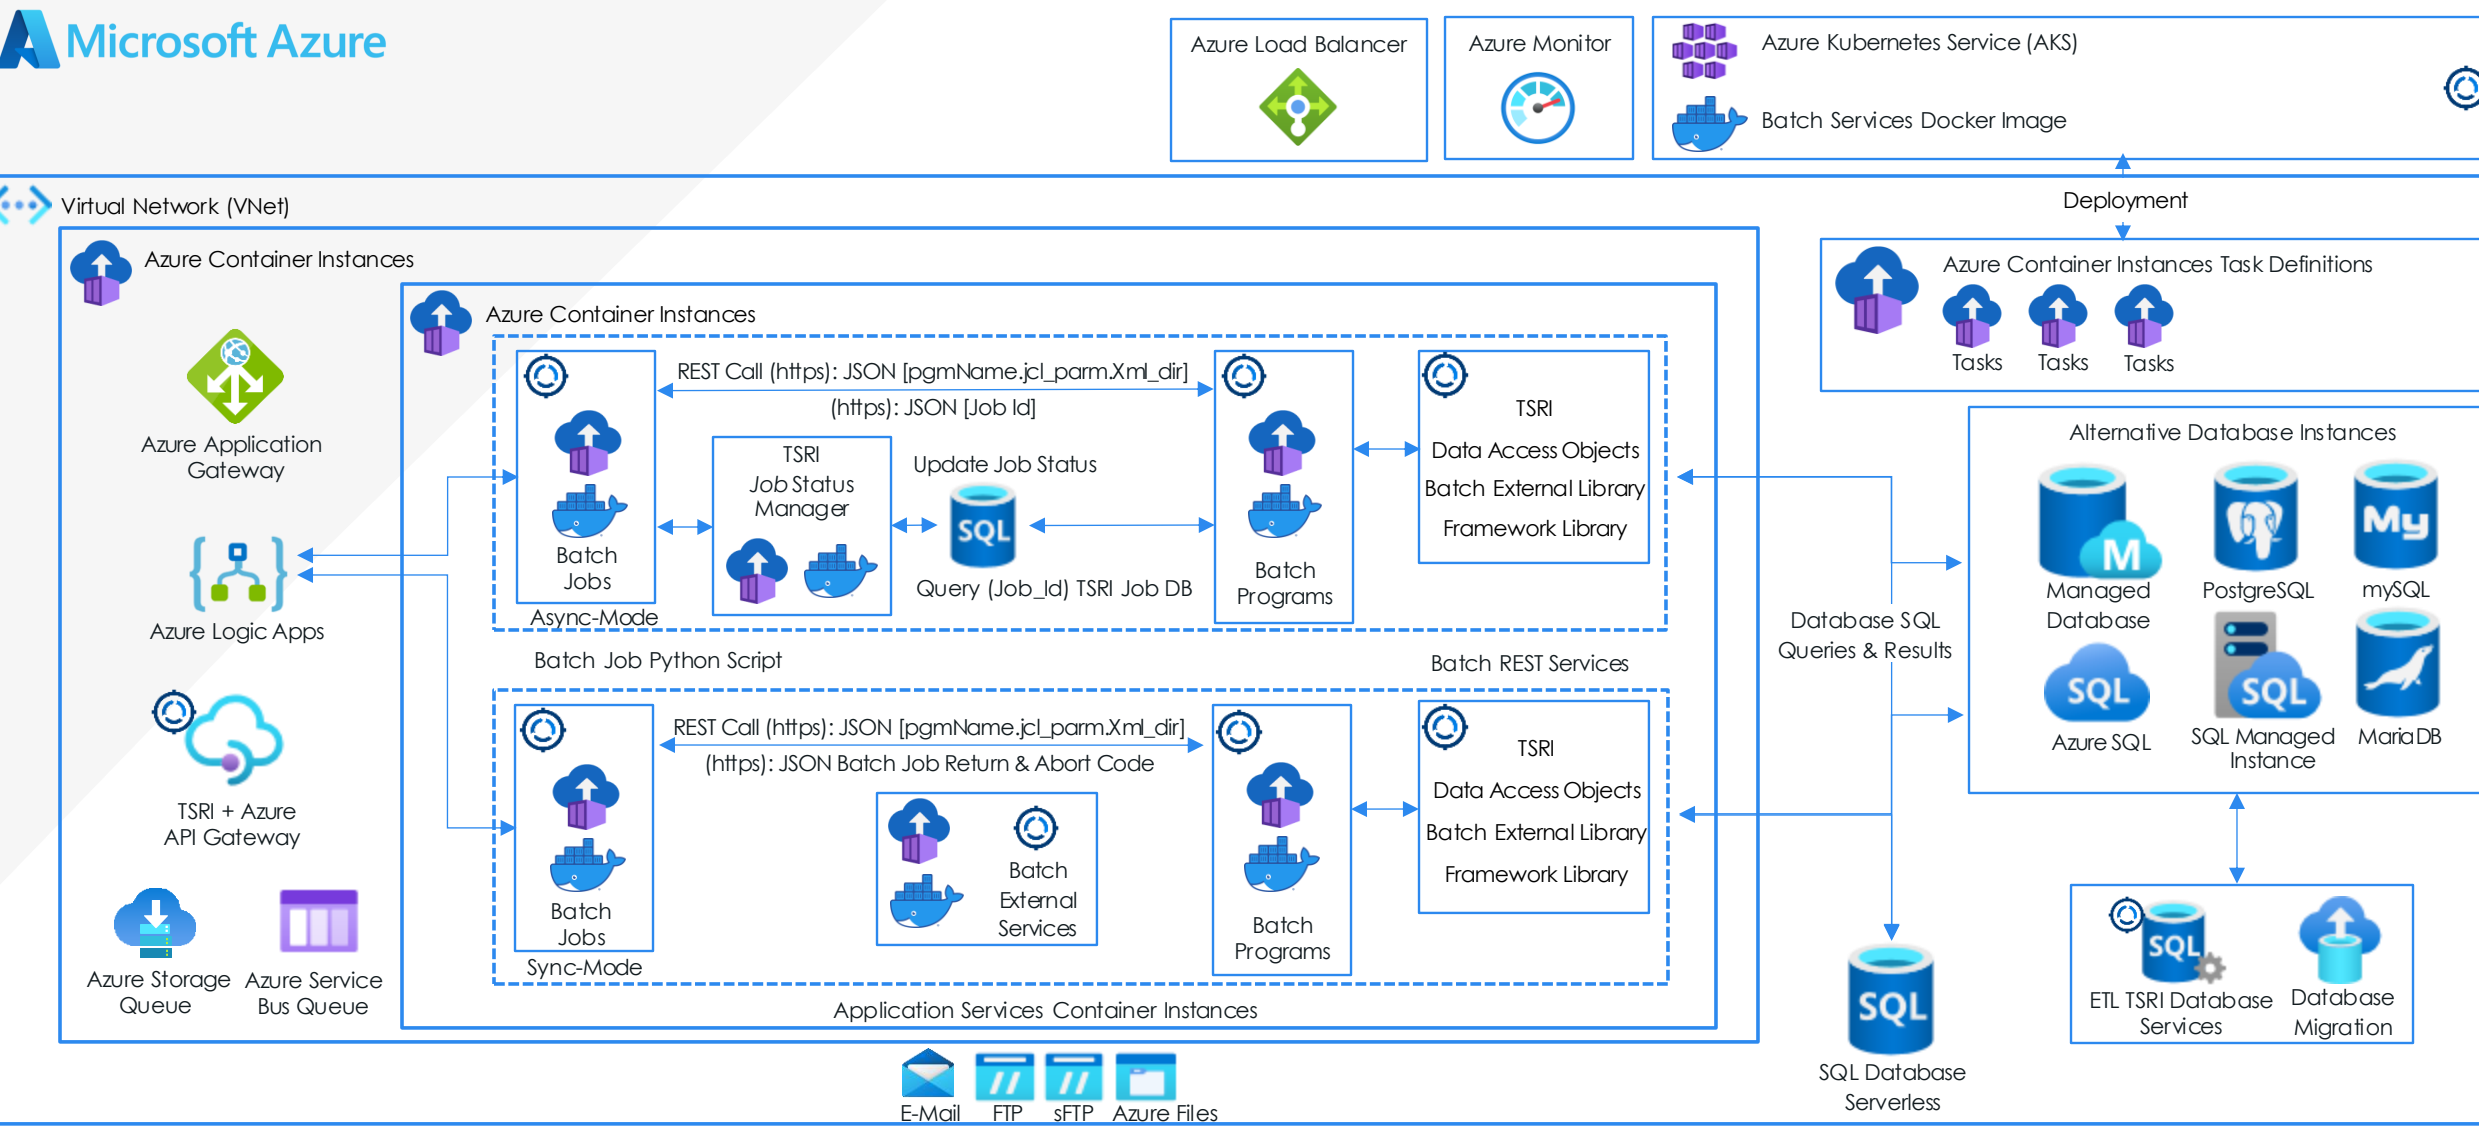 Microsoft Azure
Azure Load Balancer
Azure Monitor
Azure Kubernetes Service (AKS)
Batch Services Docker Image
Virtual Network (VNet)
Deployment
Azure Container Instances
Azure Container Instances Task Definitions
Tasks
Tasks
Tasks
Azure Container Instances
Azure Application
Gateway
Azure Logic Apps
TSRI + Azure
API Gateway
Azure Storage
Queue
Azure Service
Bus Queue
REST Call (https): JSON [pgmName.jcl_parm.Xml_dir]
(https): JSON [Job Id]
Batch
Jobs
Async-Mode
TSRI
Job Status
Manager
Update Job Status
SQL
Query (Job_Id) TSRI Job DB
Batch
Programs
TSRI
Data Access Objects
Batch External Library
Framework Library
Batch Job Python Script
Batch REST Services
REST Call (https): JSON [pgmName.jcl_parm.Xml_dir]
(https): JSON Batch Job Return & Abort Code
Batch
Jobs
Sync-Mode
Batch
External
Services
Batch
Programs
TSRI
Data Access Objects
Batch External Library
Framework Library
Application Services Container Instances
Database SQL
Queries & Results
Alternative Database Instances
M
Managed
Database
PostgreSQL
My
mySQL
SQL
Azure SQL
SQL
SQL Managed
Instance
MariaDB
SQL
SQL Database
Serverless
SQL
ETL TSRI Database
Services
Database
Migration
E-Mail
FTP
sFTP
Azure Files